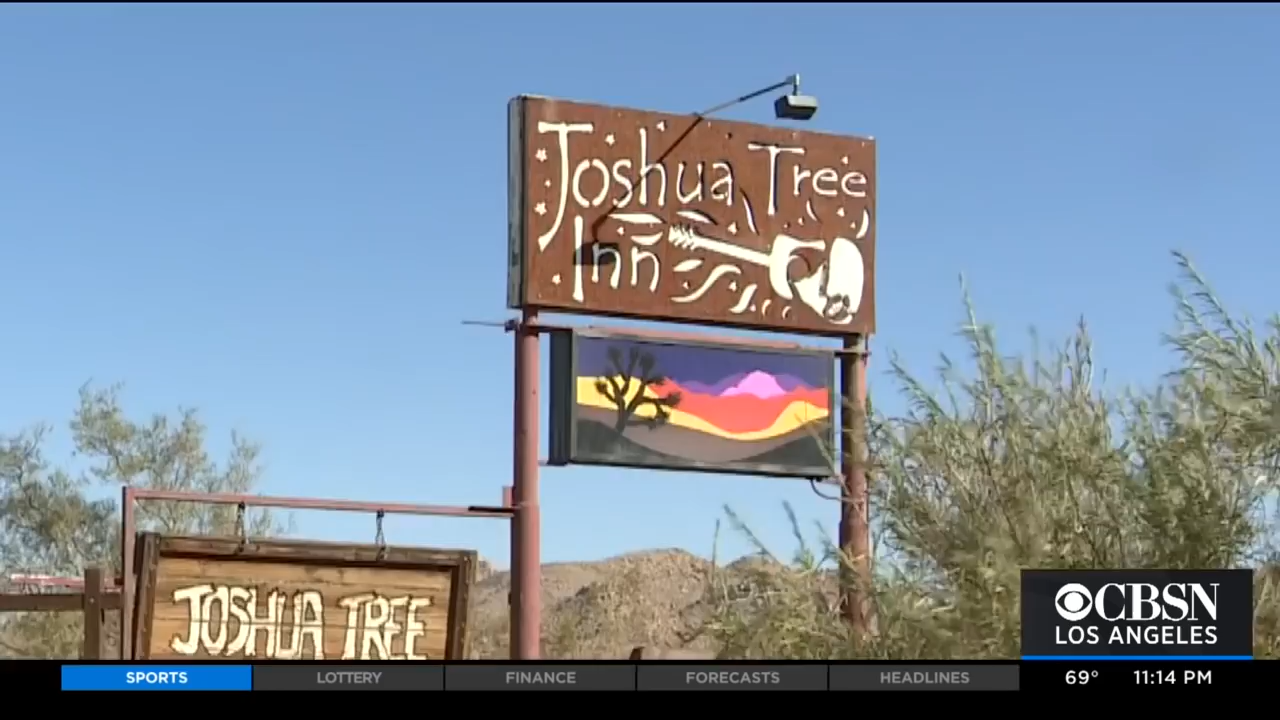 Joshua Tree
Inn
JOSHUA TREE
CBSN
LOS ANGELES
SPORTS
LOTTERY
FINANCE
FORECASTS
HEADLINES
69°
11:14 PM